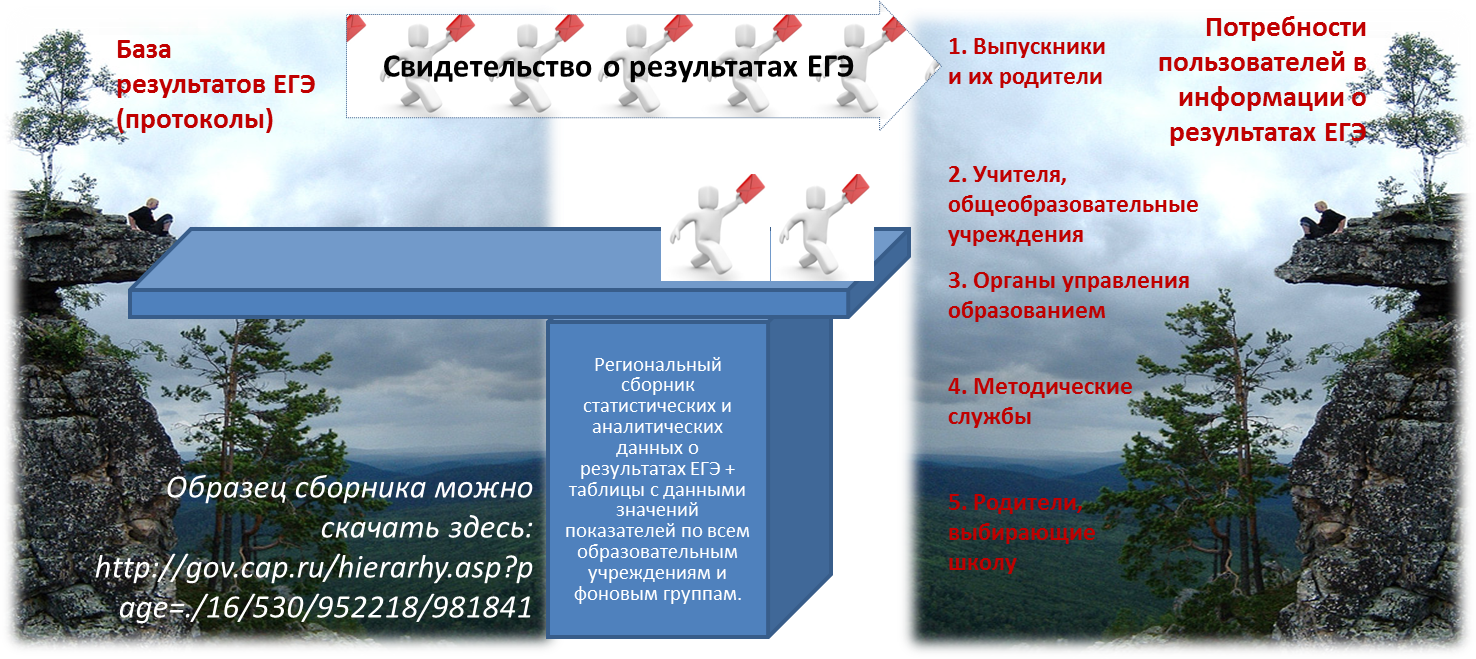 База
результатов ЕГЭ
(протоколы)
Свидетельство о результатах ЕГЭ
Потребности
пользователей в
информации о
результатах ЕГЭ
1. Выпускники
и их родители
2. Учителя,
общеобразовательные
учреждения
3. Органы управления
образованием
4. Методические
службы
5. Родители,
выбирающие
школу
Региональный
сборник
статистических и
аналитических
данных о
результатах ЕГЭ +
таблицы с данными
значений
показателей по всем
образовательным
учреждениям и
фоновым группам.
Образец сборника можно
скачать здесь:
http://gov.cap.ru/hierarhy.asp?p
age=./16/530/952218/981841